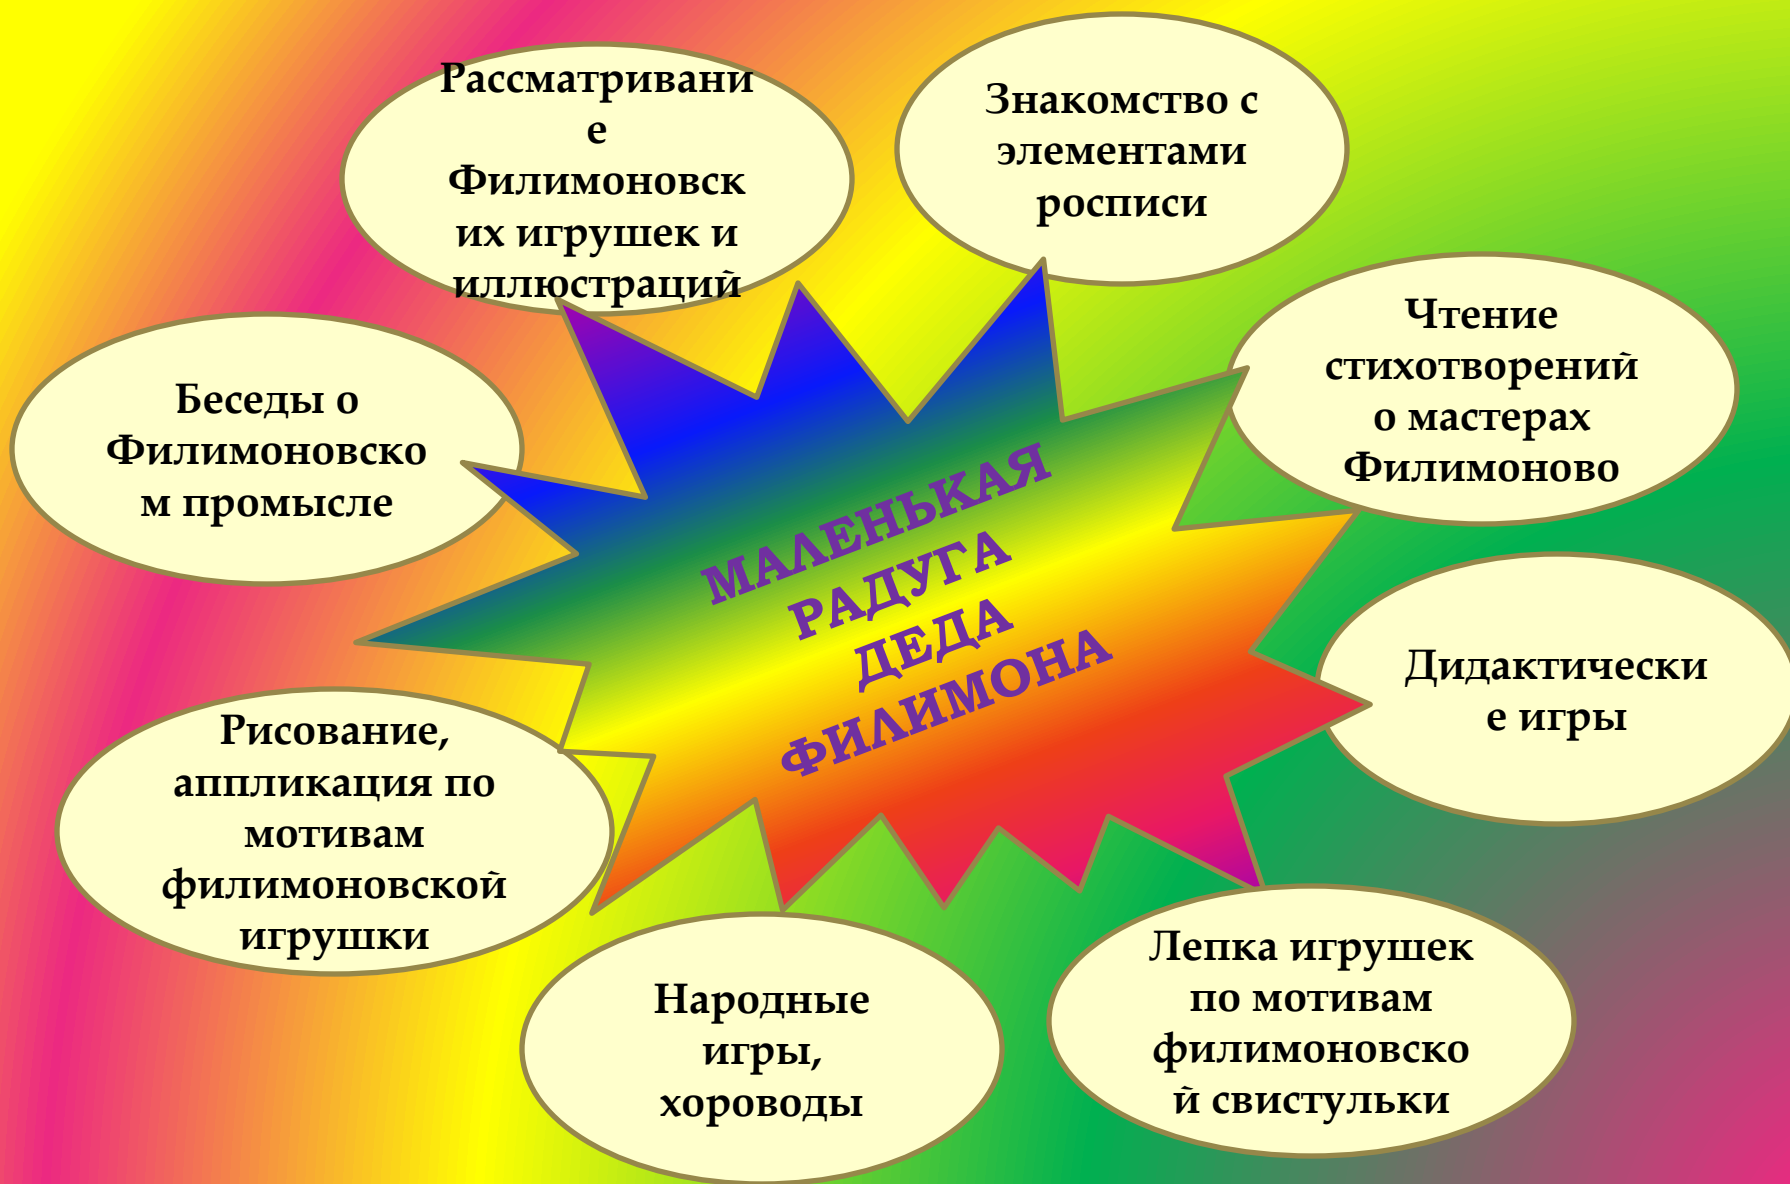 Рассматривани
е
Филимоновск
их игрушек и
иллюстраций
Знакомство с
элементами
росписи
Чтение
стихотворений
о мастерах
Филимоново
Беседы о
Филимоновско
м промысле
МАЛЕНЬКАЯ
РАДУГА
ДЕДА
ФИЛИМОНА
Дидактически
е игры
Рисование,
аппликация по
мотивам
филимоновской
игрушки
Народные
игры,
хороводы
Лепка игрушек
по мотивам
филимоновско
й свистульки